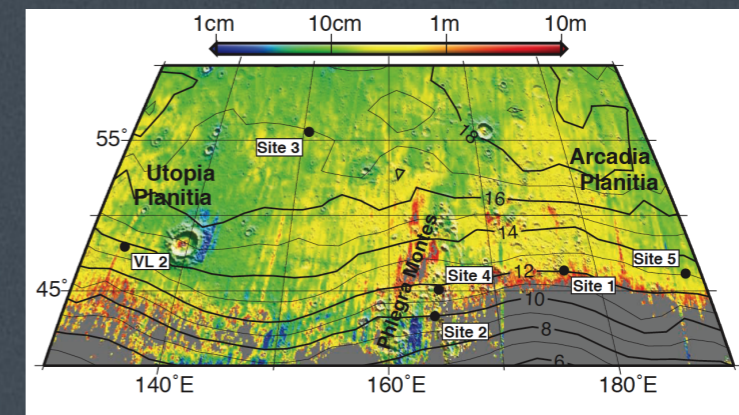 1cm 10cm 1m 10m
55°
Site 3
18
Arcadia
Planitia
Utopia
Planitia
16
14
Phlegra Montes
VL 2
Site 4
12
Site 1
Site 5
45°
10
Site 2
8
6
140°E 160°E 180°E